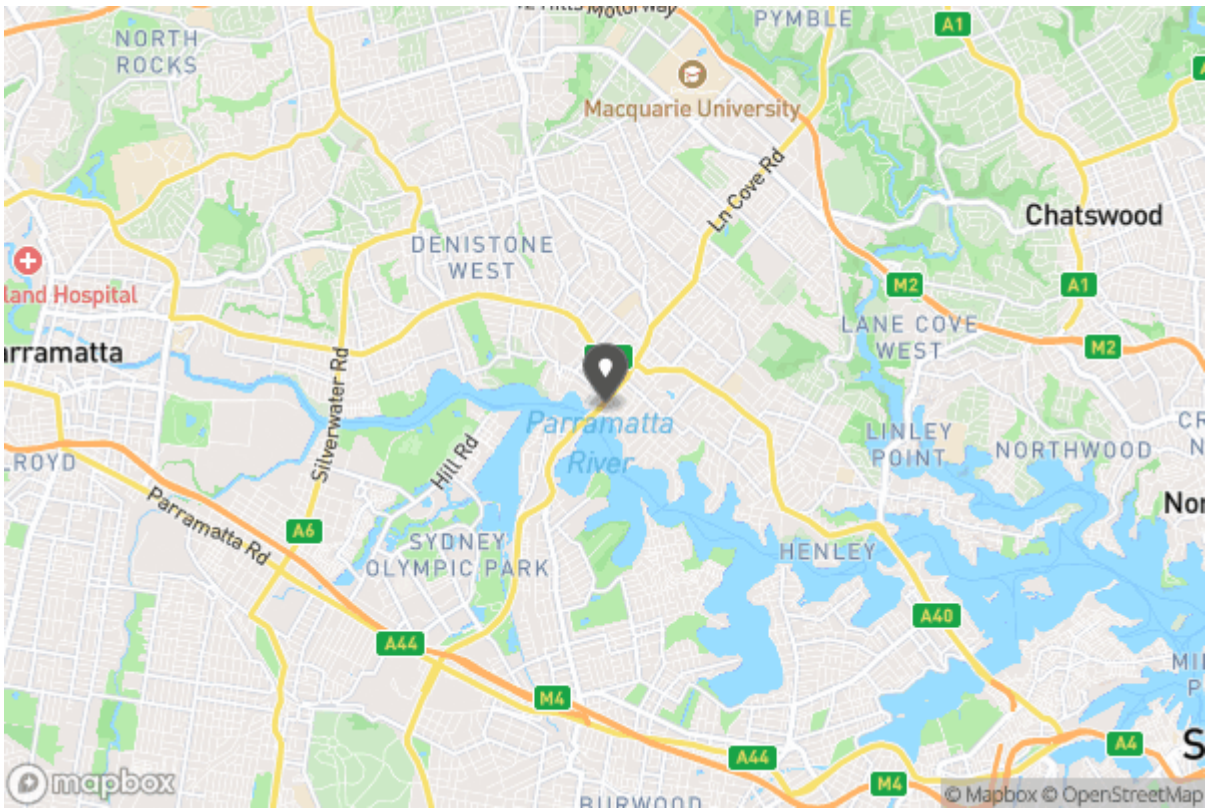 Motorway
PYMBLE
A1
NORTH
ROCKS
Macquarie University
Ln Cove Rd
Chatswood
DENISTONE
WEST
land Hospital
M2
A1
LANE COVE
WEST
M2
arramatta
Silverwater Rd
Parramatta
River
Hill Rd
LINLEY
POINT
NORTHWOOD
LROYD
Parramatta Rd
A6
SYDNEY
OLYMPIC PARK
HENLEY
A40
A44
M4
A44
M4
A4
S
BURWOOD
mapbox
© Mapbox © OpenStreetMap